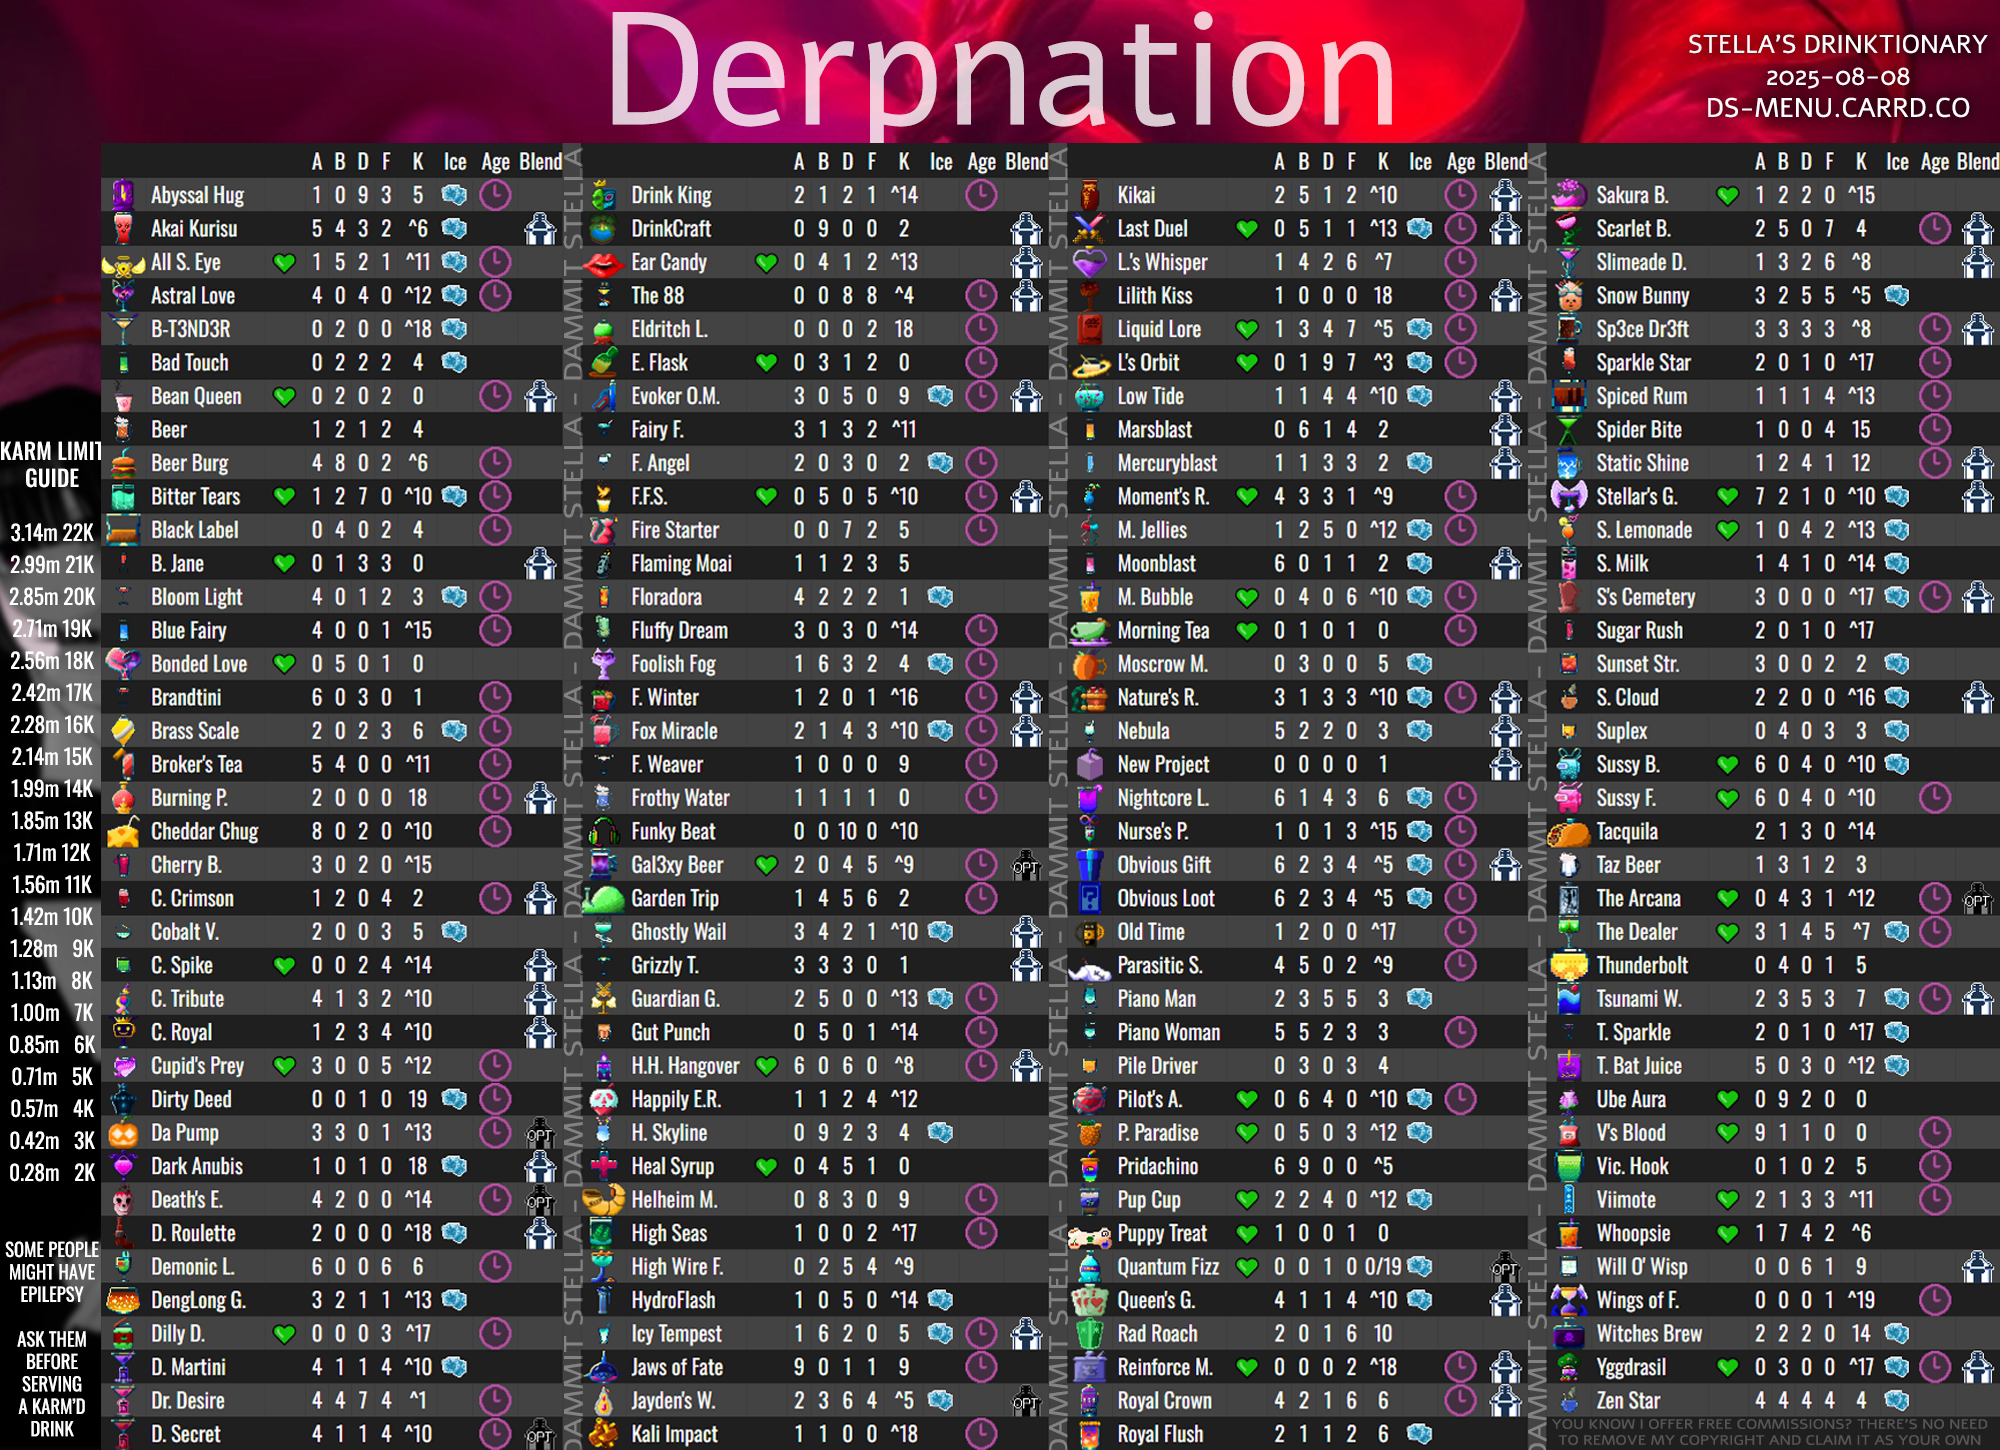 Derpnation
STELLA'S DRINKTIONARY
2025-08-08
DS-MENU.CARRD.CO
A B D F K Ice Age Blend
Abyssal Hug 1 0 9 3 5
Akai Kurisu 5 4 3 2 ^6
All S. Eye 1 5 2 1 ^11
Astral Love 4 0 4 0 ^12
B-T3ND3R 0 2 0 0 ^18
Bad Touch 0 2 2 2 4
Bean Queen 0 2 0 2 0
Beer 1 2 1 2 4
Beer Burg 4 8 0 2 ^6
Bitter Tears 1 2 7 0 ^10
Black Label 0 4 0 2 4
B. Jane 0 1 3 3 0
Bloom Light 4 0 1 2 3
Blue Fairy 4 0 0 1 ^15
Bonded Love 0 5 0 1 0
Brandtini 6 0 3 0 1
Brass Scale 2 0 2 3 6
Broker's Tea 5 4 0 0 ^11
Burning P. 2 0 0 0 18
Cheddar Chug 8 0 2 0 ^10
Cherry B. 3 0 2 0 ^15
C. Crimson 1 2 0 4 2
Cobalt V. 2 0 0 3 5
C. Spike 0 0 2 4 ^14
C. Tribute 4 1 3 2 ^10
C. Royal 1 2 3 4 ^10
Cupid's Prey 3 0 0 5 ^12
Dirty Deed 0 0 1 0 19
Da Pump 3 3 0 1 ^13 OPT
Dark Anubis 1 0 1 0 18
Death's E. 4 2 0 0 ^14 OPT
D. Roulette 2 0 0 0 ^18
Demonic L. 6 0 0 6 6
DengLong G. 3 2 1 1 ^13
Dilly D. 0 0 0 3 ^17
D. Martini 4 1 1 4 ^10
Dr. Desire 4 4 7 4 ^1
D. Secret 4 1 1 4 ^10 OPT
A B D F K Ice Age Blend
Drink King 2 1 2 1 ^14
DrinkCraft 0 9 0 0 2
Ear Candy 0 4 1 2 ^13
The 88 0 0 8 8 ^4
Eldritch L. 0 0 0 2 18
E. Flask 0 3 1 2 0
Evoker O.M. 3 0 5 0 9
Fairy F. 3 1 3 2 ^11
F. Angel 2 0 3 0 2
F.F.S. 0 5 0 5 ^10
Fire Starter 0 0 7 2 5
Flaming Moai 1 1 2 3 5
Floradora 4 2 2 2 1
Fluffy Dream 3 0 3 0 ^14
Foolish Fog 1 6 3 2 4
F. Winter 1 2 0 1 ^16
Fox Miracle 2 1 4 3 ^10
F. Weaver 1 0 0 0 9
Frothy Water 1 1 1 1 0
Funky Beat 0 0 10 0 ^10
Gal3xy Beer 2 0 4 5 ^9 OPT
Garden Trip 1 4 5 6 2
Ghostly Wail 3 4 2 1 ^10
Grizzly T. 3 3 3 0 1
Guardian G. 2 5 0 0 ^13
Gut Punch 0 5 0 1 ^14
H.H. Hangover 6 0 6 0 ^8
Happily E.R. 1 1 2 4 ^12
H. Skyline 0 9 2 3 4
Heal Syrup 0 4 5 1 0
Helheim M. 0 8 3 0 9
High Seas 1 0 0 2 ^17
High Wire F. 0 2 5 4 ^9
HydroFlash 1 0 5 0 ^14
Icy Tempest 1 6 2 0 5
Jaws of Fate 9 0 1 1 9
Jayden's W. 2 3 6 4 ^5 OPT
Kali Impact 1 1 0 0 ^18
A B D F K Ice Age Blend
Kikai 2 5 1 2 ^10
Last Duel 0 5 1 1 ^13
L.'s Whisper 1 4 2 6 ^7
Lilith Kiss 1 0 0 0 18
Liquid Lore 1 3 4 7 ^5
L's Orbit 0 1 9 7 ^3
Low Tide 1 1 4 4 ^10
Marsblast 0 6 1 4 2
Mercuryblast 1 1 3 3 2
Moment's R. 4 3 3 1 ^9
M. Jellies 1 2 5 0 ^12
Moonblast 6 0 1 1 2
M. Bubble 0 4 0 6 ^10
Morning Tea 0 1 0 1 0
Moscrow M. 0 3 0 0 5
Nature's R. 3 1 3 3 ^10
Nebula 5 2 2 0 3
New Project 0 0 0 0 1
Nightcore L. 6 1 4 3 6
Nurse's P. 1 0 1 3 ^15
Obvious Gift 6 2 3 4 ^5
Obvious Loot 6 2 3 4 ^5
Old Time 1 2 0 0 ^17
Parasitic S. 4 5 0 2 ^9
Piano Man 2 3 5 5 3
Piano Woman 5 5 2 3 3
Pile Driver 0 3 0 3 4
Pilot's A. 0 6 4 0 ^10
P. Paradise 0 5 0 3 ^12
Pridachino 6 9 0 0 ^5
Pup Cup 2 2 4 0 ^12
Puppy Treat 1 0 0 1 0
Quantum Fizz 0 0 1 0 0/19 OPT
Queen's G. 4 1 1 4 ^10
Rad Roach 2 0 1 6 10
Reinforce M. 0 0 0 2 ^18
Royal Crown 4 2 1 6 6
Royal Flush 2 1 1 2 6
A B D F K Ice Age Blend
Sakura B. 1 2 2 0 ^15
Scarlet B. 2 5 0 7 4
Slimeade D. 1 3 2 6 ^8
Snow Bunny 3 2 5 5 ^5
Sp3ce Dr3ft 3 3 3 3 ^8
Sparkle Star 2 0 1 0 ^17
Spiced Rum 1 1 1 4 ^13
Spider Bite 1 0 0 4 15
Static Shine 1 2 4 1 12
Stellar's G. 7 2 1 0 ^10
S. Lemonade 1 0 4 2 ^13
S. Milk 1 4 1 0 ^14
S's Cemetery 3 0 0 0 ^17
Sugar Rush 2 0 1 0 ^17
Sunset Str. 3 0 0 2 2
S. Cloud 2 2 0 0 ^16
Suplex 0 4 0 3 3
Sussy B. 6 0 4 0 ^10
Sussy F. 6 0 4 0 ^10
Tacquila 2 1 3 0 ^14
Taz Beer 1 3 1 2 3
The Arcana 0 4 3 1 ^12 OPT
The Dealer 3 1 4 5 ^7
Thunderbolt 0 4 0 1 5
Tsunami W. 2 3 5 3 7
T. Sparkle 2 0 1 0 ^17
T. Bat Juice 5 0 3 0 ^12
Ube Aura 0 9 2 0 0
V's Blood 9 1 1 0 0
Vic. Hook 0 1 0 2 5
Viimote 2 1 3 3 ^11
Whoopsie 1 7 4 2 ^6
Will O' Wisp 0 0 6 1 9
Wings of F. 0 0 0 1 ^19
Witches Brew 2 2 2 0 14
Yggdrasil 0 3 0 0 ^17
Zen Star 4 4 4 4 4
YOU KNOW I OFFER FREE COMMISSIONS? THERE'S NO NEED
TO REMOVE MY COPYRIGHT AND CLAIM IT AS YOUR OWN
KARM LIMIT
GUIDE
3.14m 22K
2.99m 21K
2.85m 20K
2.71m 19K
2.56m 18K
2.42m 17K
2.28m 16K
2.14m 15K
1.99m 14K
1.85m 13K
1.71m 12K
1.56m 11K
1.42m 10K
1.28m 9K
1.13m 8K
1.00m 7K
0.85m 6K
0.71m 5K
0.57m 4K
0.42m 3K
0.28m 2K
SOME PEOPLE
MIGHT HAVE
EPILEPSY
ASK THEM
BEFORE
SERVING
A KARM'D
DRINK
DAMMIT STELLA - DAMMIT STELLA - DAMMIT STELLA - DAMMIT STELLA
DAMMIT STELLA - DAMMIT STELLA - DAMMIT STELLA - DAMMIT STELLA
DAMMIT STELLA - DAMMIT STELLA - DAMMIT STELLA - DAMMIT STELLA